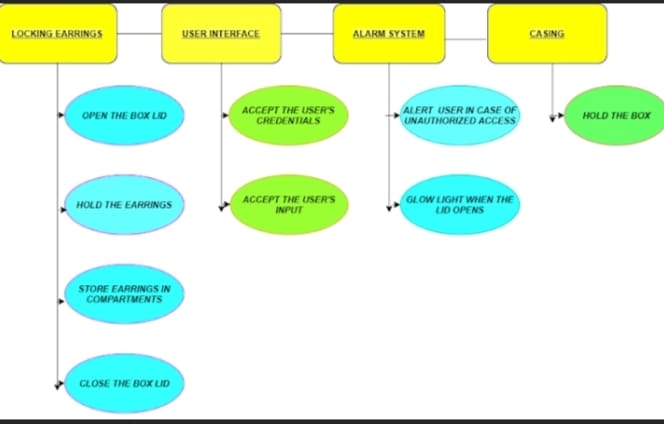 LOCKING EARRINGS
USER INTERFACE
ALARM SYSTEM
CASING
OPEN THE BOX LID
ACCEPT THE USER'S
CREDENTIALS
ALERT USER IN CASE OF
UNAUTHORIZED ACCESS
HOLD THE BOX
HOLD THE EARRINGS
ACCEPT THE USER'S
INPUT
GLOW LIGHT WHEN THE
LID OPENS
STORE EARRINGS IN
COMPARTMENTS
CLOSE THE BOX LID